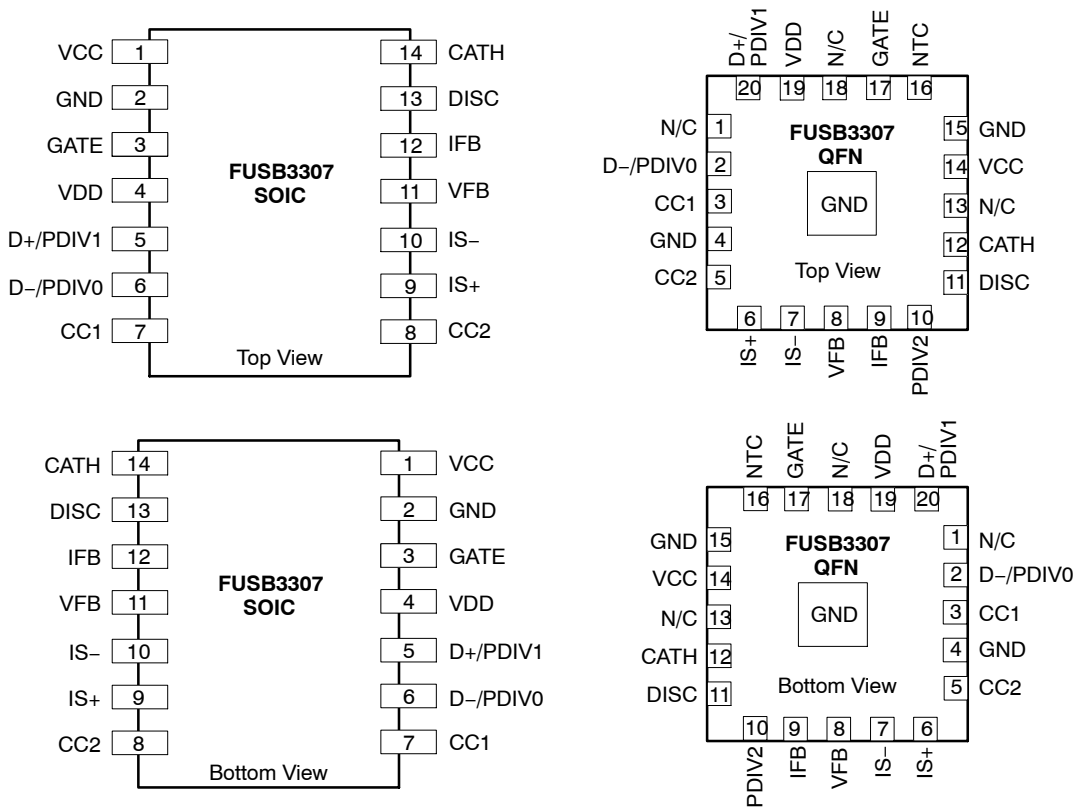 VCC 1
GND 2
GATE 3
VDD 4
D+/PDIV1 5
D−/PDIV0 6
CC1 7
14 CATH
13 DISC
12 IFB
11 VFB
10 IS−
9 IS+
8 CC2
FUSB3307
SOIC
Top View
D+/
PDIV1
VDD
N/C
GATE
NTC
20 19 18 17 16
N/C 1
D−/PDIV0 2
CC1 3
GND 4
CC2 5
15 GND
14 VCC
13 N/C
12 CATH
11 DISC
FUSB3307
QFN
GND
Top View
6 7 8 9 10
IS+
IS−
VFB
IFB
PDIV2
CATH 14
DISC 13
IFB 12
VFB 11
IS− 10
IS+ 9
CC2 8
1 VCC
2 GND
3 GATE
4 VDD
5 D+/PDIV1
6 D−/PDIV0
7 CC1
FUSB3307
SOIC
Bottom View
NTC
GATE
N/C
VDD
D+/
PDIV1
16 17 18 19 20
GND 15
VCC 14
N/C 13
CATH 12
DISC 11
1 N/C
2 D−/PDIV0
3 CC1
4 GND
5 CC2
FUSB3307
QFN
GND
Bottom View
10 9 8 7 6
PDIV2
IFB
VFB
IS−
IS+